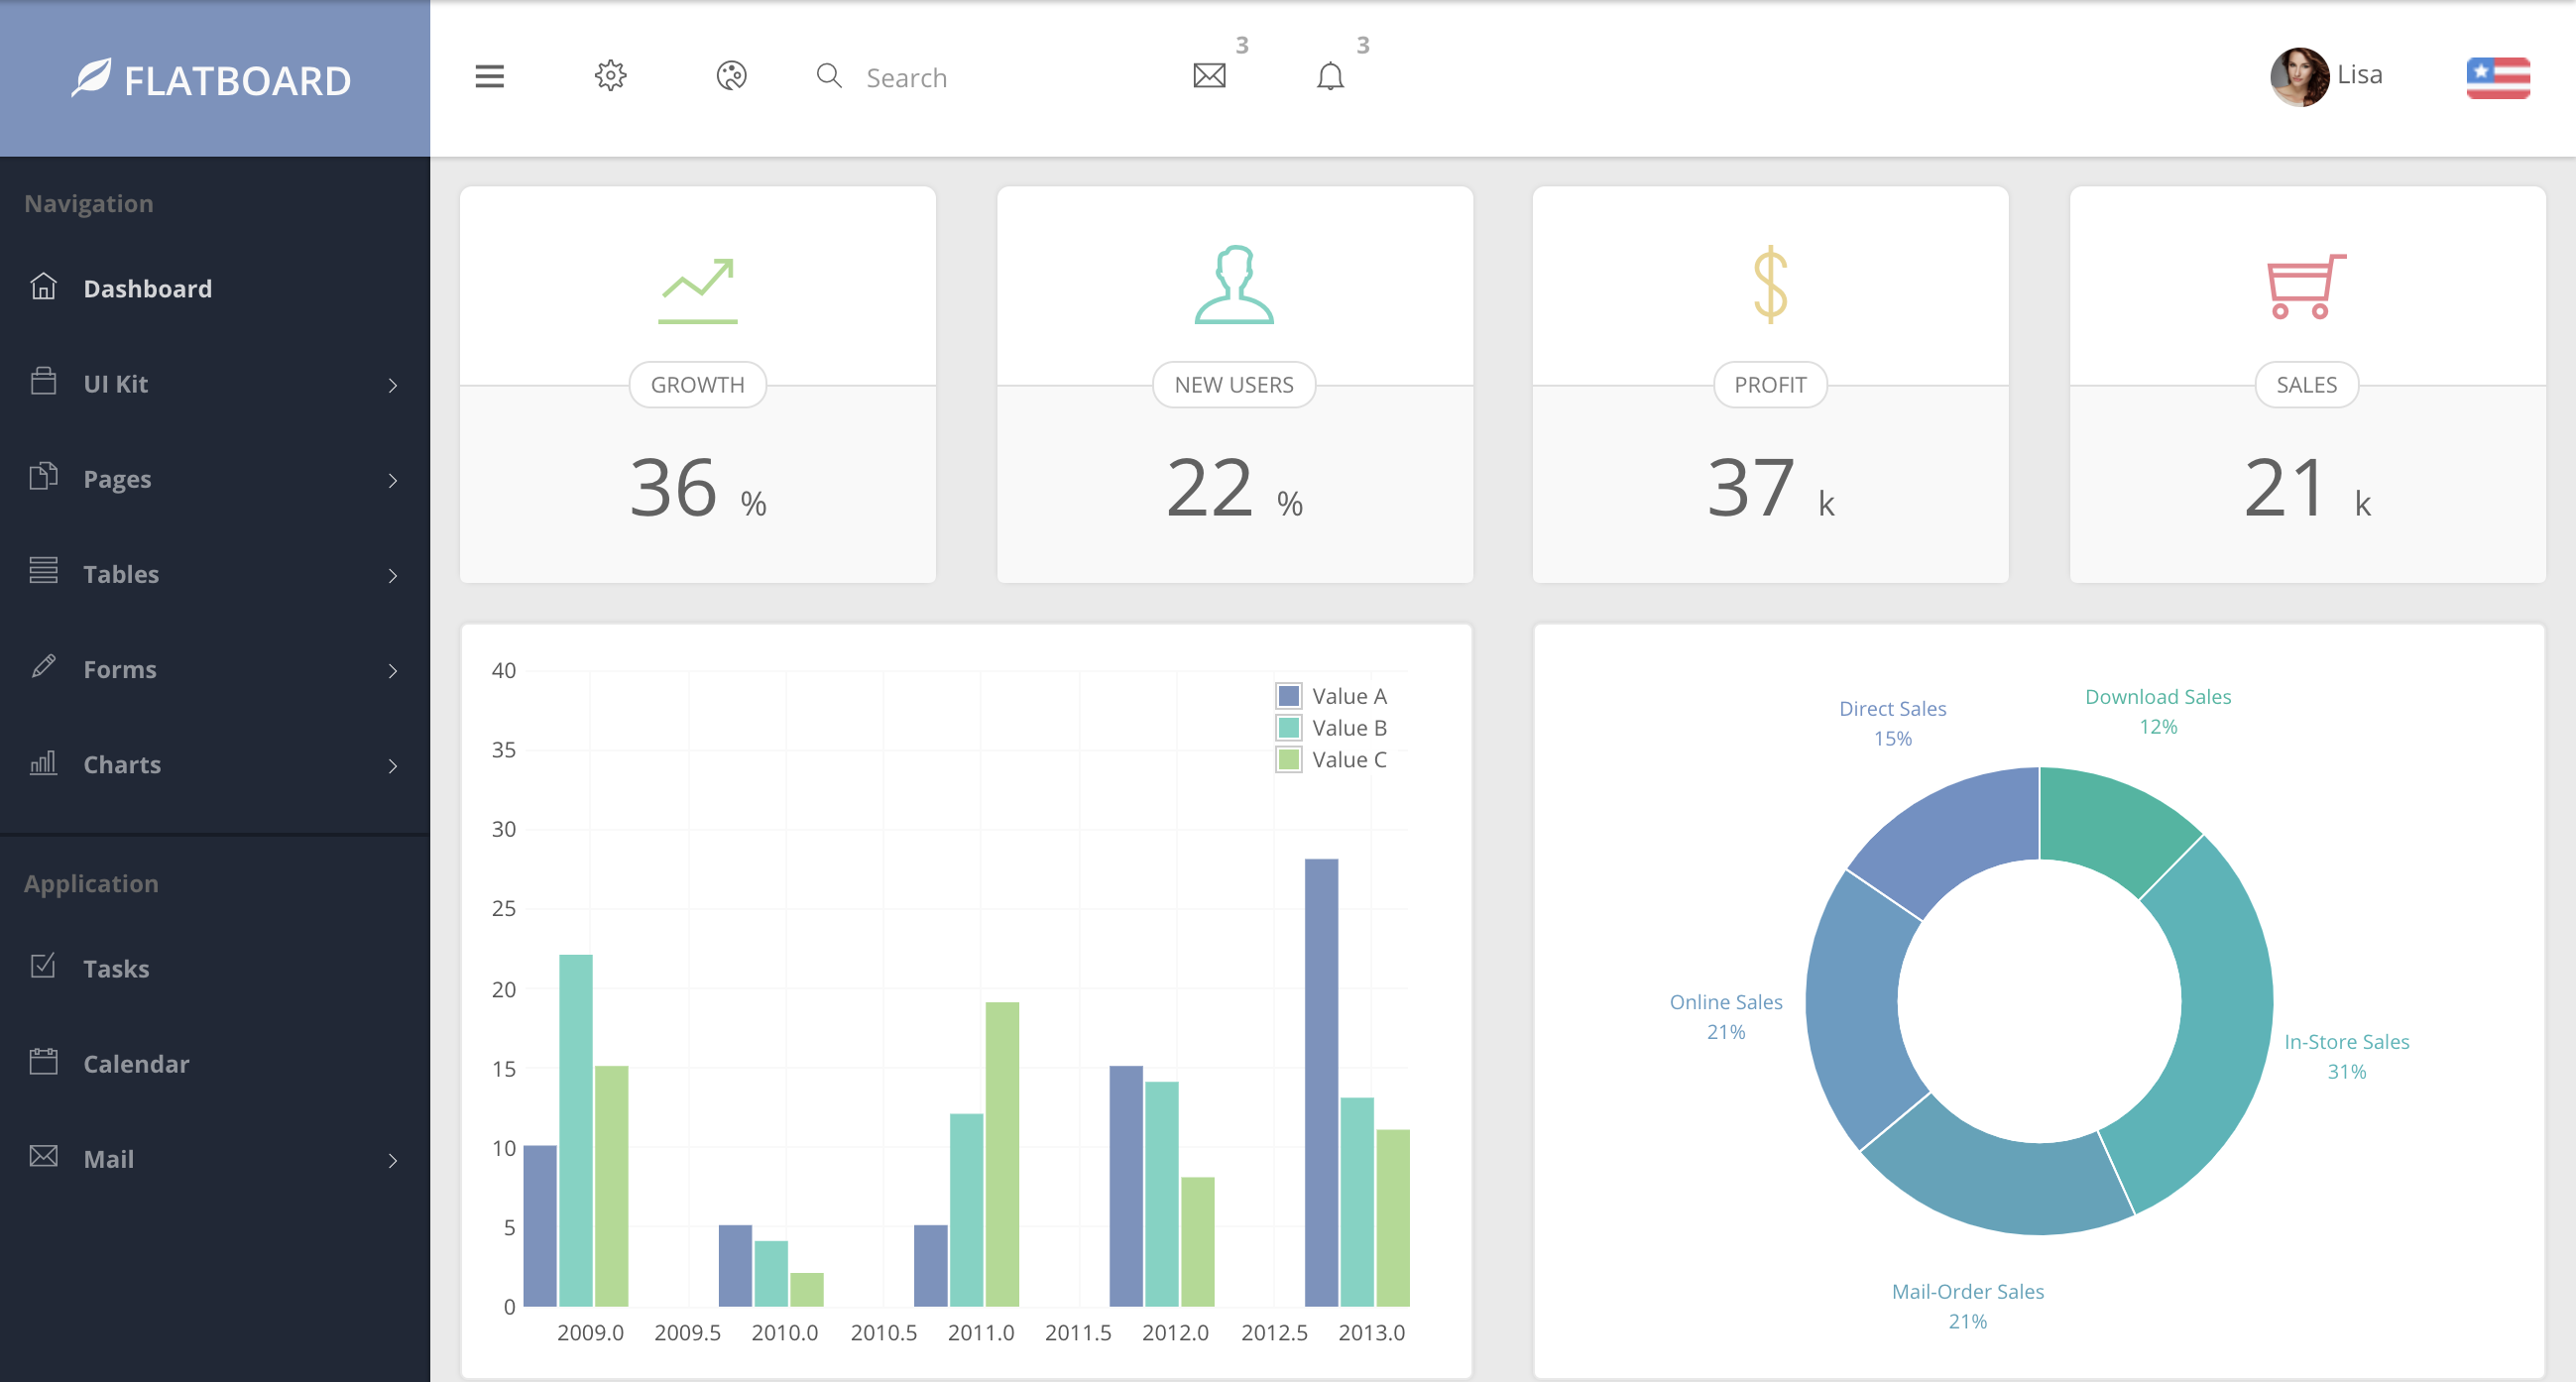 FLATBOARD
Search
3
3
Lisa
Navigation
Dashboard
UI Kit
Pages
Tables
Forms
Charts
Application
Tasks
Calendar
Mail
GROWTH
36 %
NEW USERS
22 %
PROFIT
37 k
SALES
21 k
40
35
30
25
20
15
10
5
0
Value A
Value B
Value C
2009.0 2009.5 2010.0 2010.5 2011.0 2011.5 2012.0 2012.5 2013.0
Direct Sales
15%
Download Sales
12%
Online Sales
21%
In-Store Sales
31%
Mail-Order Sales
21%